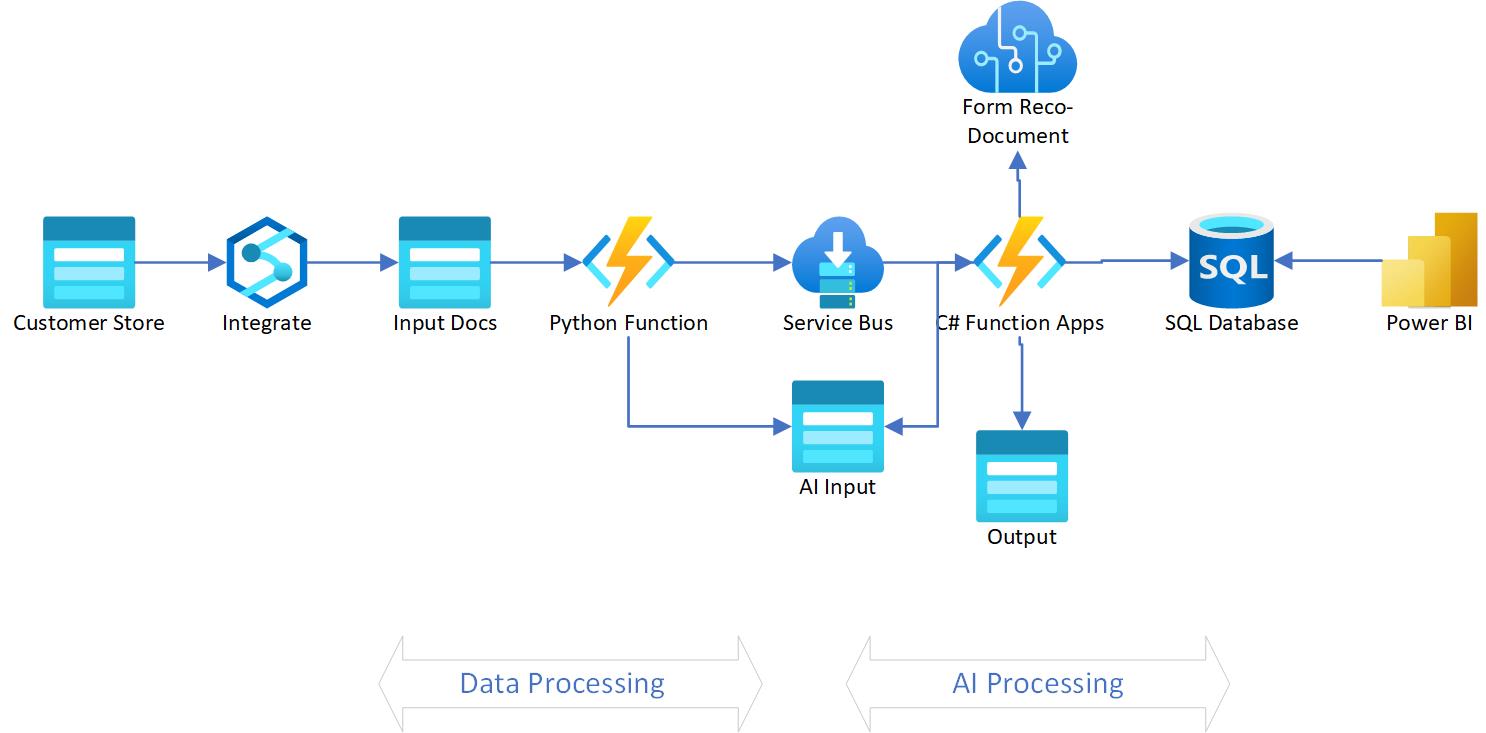 Form Reco-
Document
SQL
Customer Store
Integrate
Input Docs
Python Function
Service Bus
C# Function Apps
SQL Database
Power BI
AI Input
Output
Data Processing
AI Processing